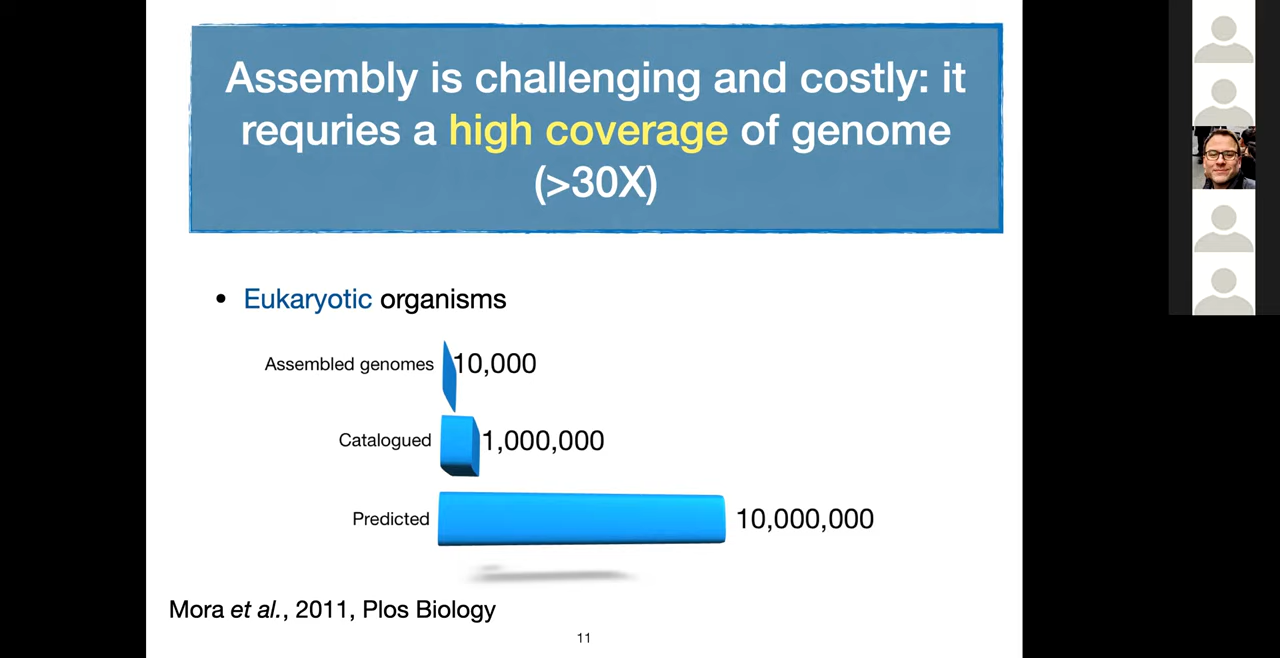 Assembly is challenging and costly: it
requries a high coverage of genome
(>30X)
• Eukaryotic organisms
Assembled genomes 10,000
Catalogued 1,000,000
Predicted 10,000,000
Mora et al., 2011, Plos Biology
11